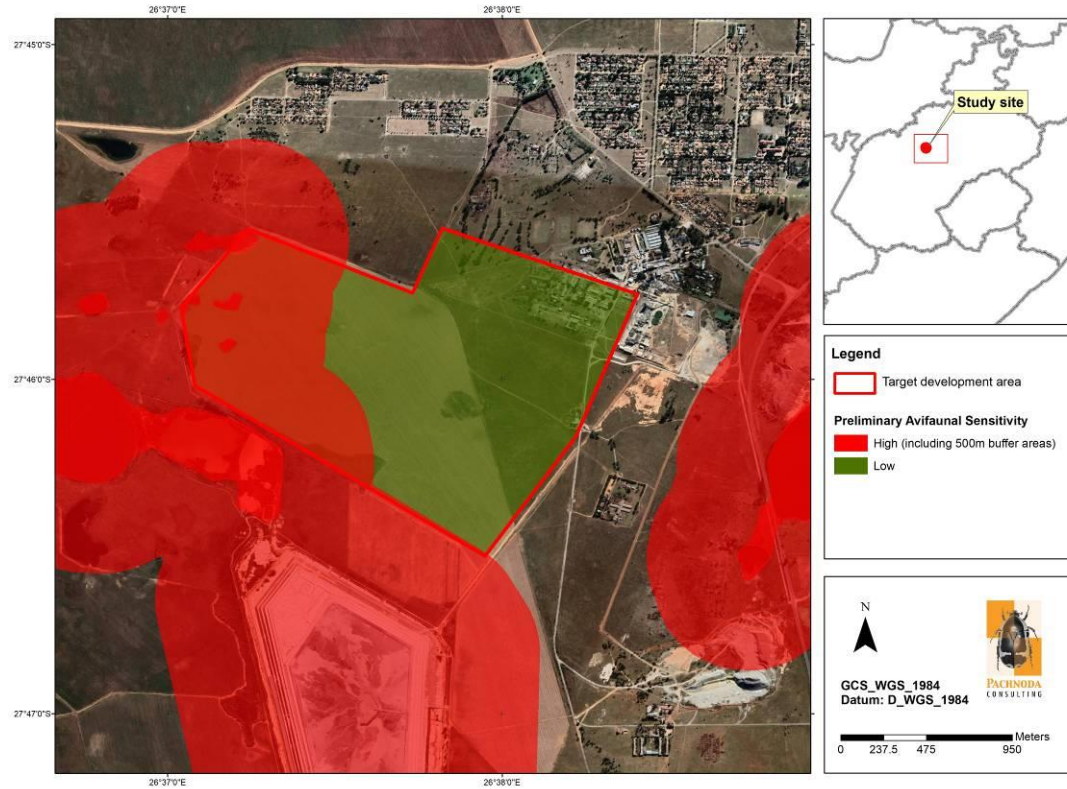 26°37'0"E
26°38'0"E
27°45'0"S
27°46'0"S
27°47'0"S
26°37'0"E
26°38'0"E
Study site
Legend
Target development area
Preliminary Avifaunal Sensitivity
High (including 500m buffer areas)
Low
N
GCS_WGS_1984
Datum: D_WGS_1984
PACHNODA
CONSULTING
Meters
0 237.5 475 950